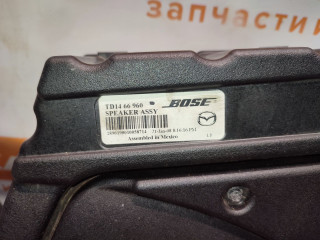 запчасти
TD14 66 960
BOSE
SPEAKER ASSY
Assembled in Mexico